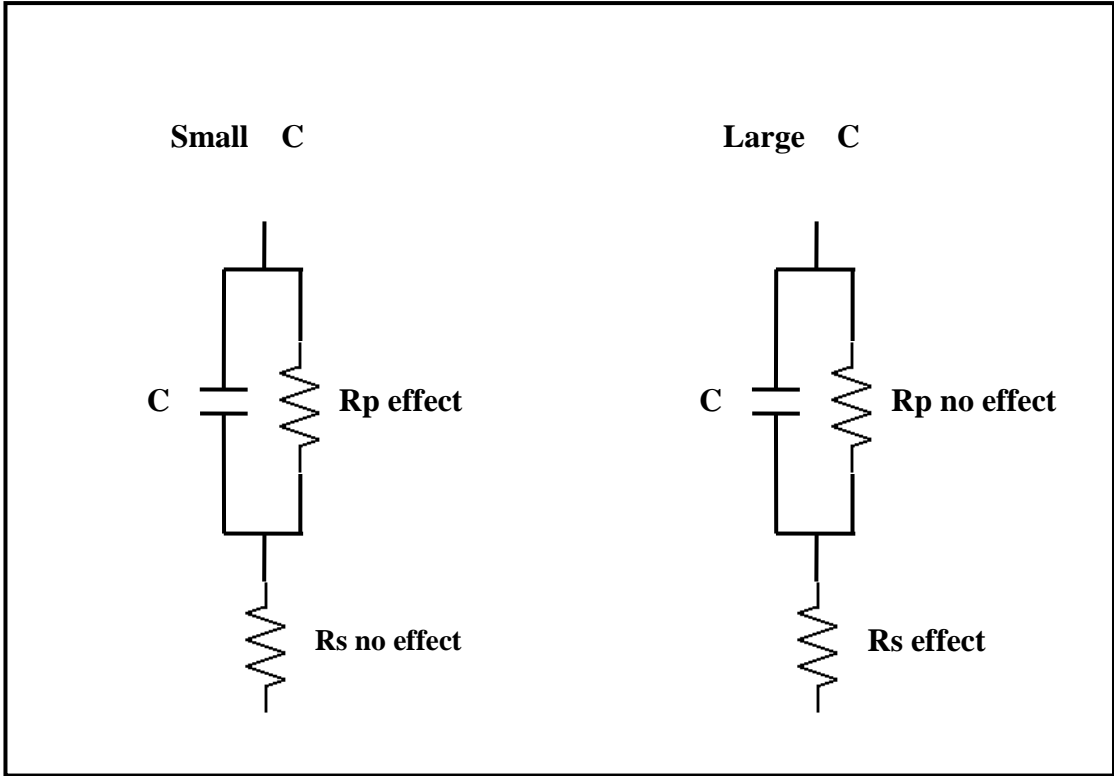 Small C
Large C
C
Rp effect
C
Rp no effect
Rs no effect
Rs effect